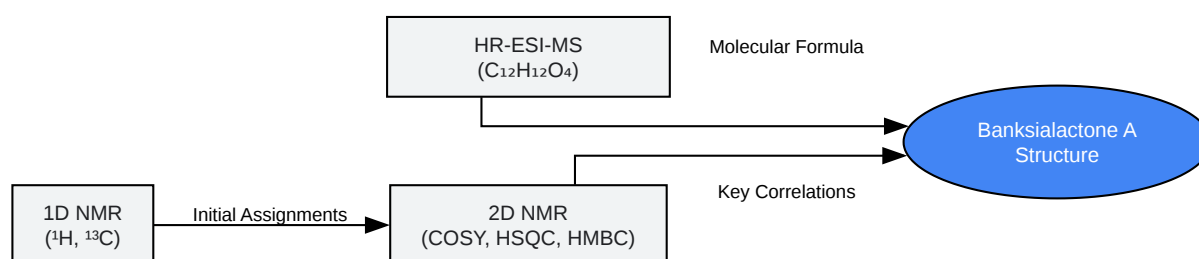 HR-ESI-MS
(C₁₂H₁₂O₄)
Molecular Formula
Banksialactone A
Structure
Key Correlations
1D NMR
(¹H, ¹³C)
Initial Assignments
2D NMR
(COSY, HSQC, HMBC)